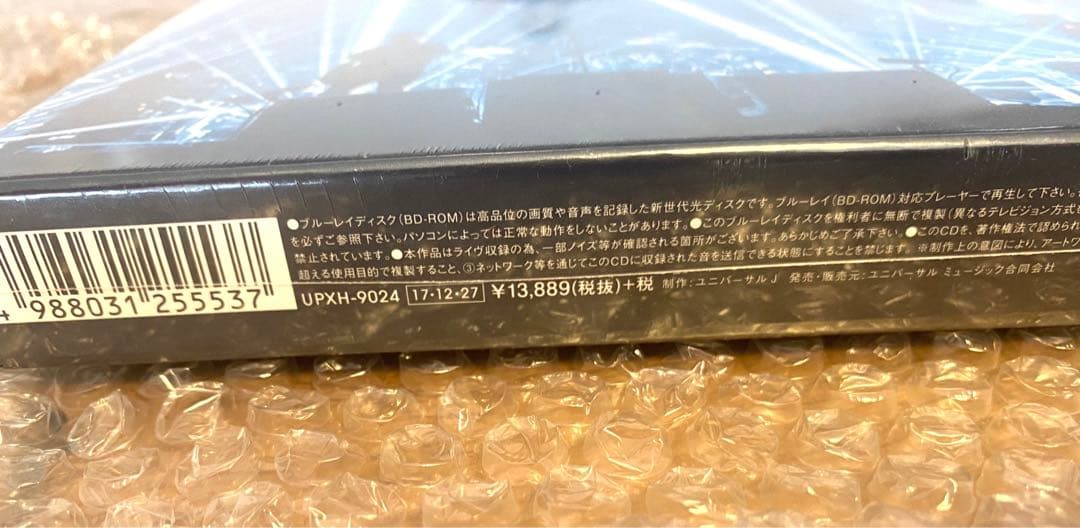 ●ブルーレイディスク(BD-ROM)は高品位の画質や音声を記録した新世代光ディスクです。ブルーレイ(BD-ROM)対応プレーヤーで再生して下さい。
を必ずご参照下さい。パソコンによっては正常な動作をしないことがあります。●このブルーレイディスクを権利者に無断で複製(異なるテレビジョン方式を
禁止されています。●本作品はライヴ収録の為、一部ノイズ等が確認される箇所がございます。あらかじめご了承下さい。●このCDを、著作権法で認められ
超える使用目的で複製すること、③ネットワーク等を通じてこのCDに収録された音を送信できる状態にすることを禁じます。※制作上の意図により、アートワ
UPXH-9024 17・12・27 ¥13,889(税抜)+税 制作:ユニバーサル J 発売・販売元:ユニバーサル ミュージック合同会社
4 988031 255537